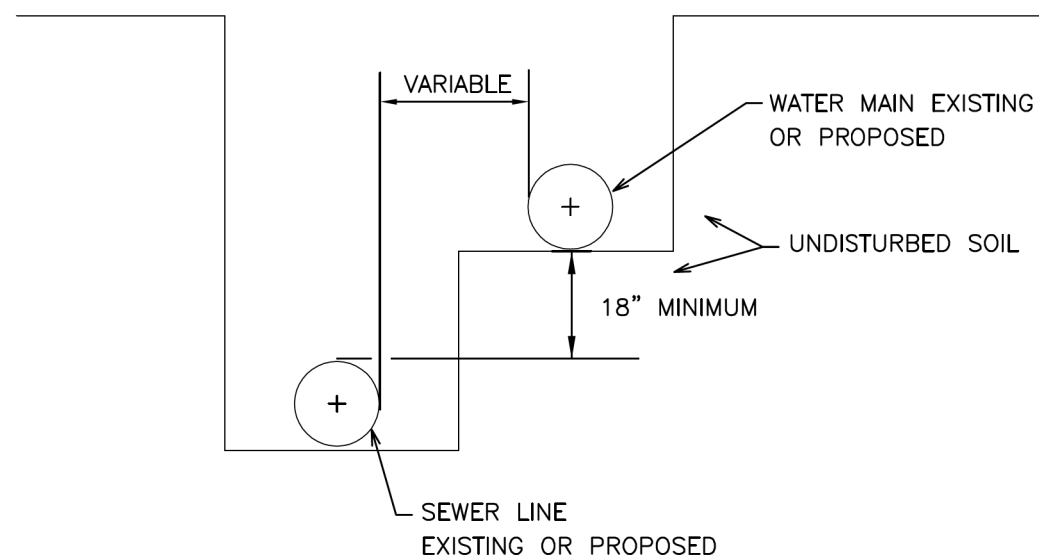 VARIABLE
WATER MAIN EXISTING
OR PROPOSED
UNDISTURBED SOIL
18” MINIMUM
SEWER LINE
EXISTING OR PROPOSED